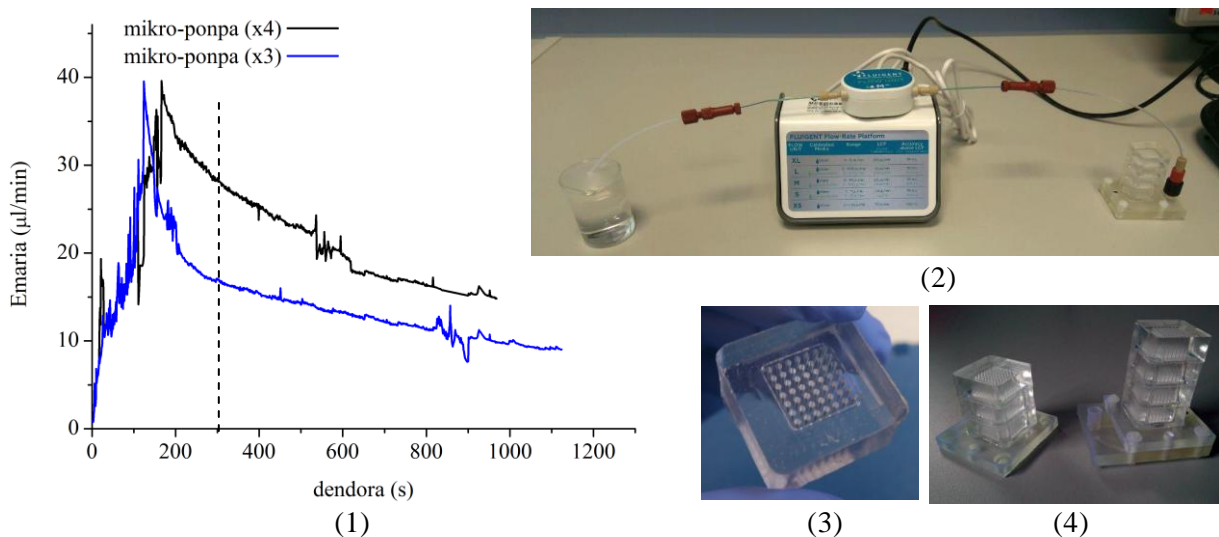 mikro-ponpa (x4)
mikro-ponpa (x3)
Emaria (μl/min)
40
30
20
10
0
0 200 400 600 800 1000 1200
dendora (s)
(1)
FLUIGENT
FLUIGENT Flow-Rate Platform
XL
L
M
S
XS
(2)
(3)
(4)